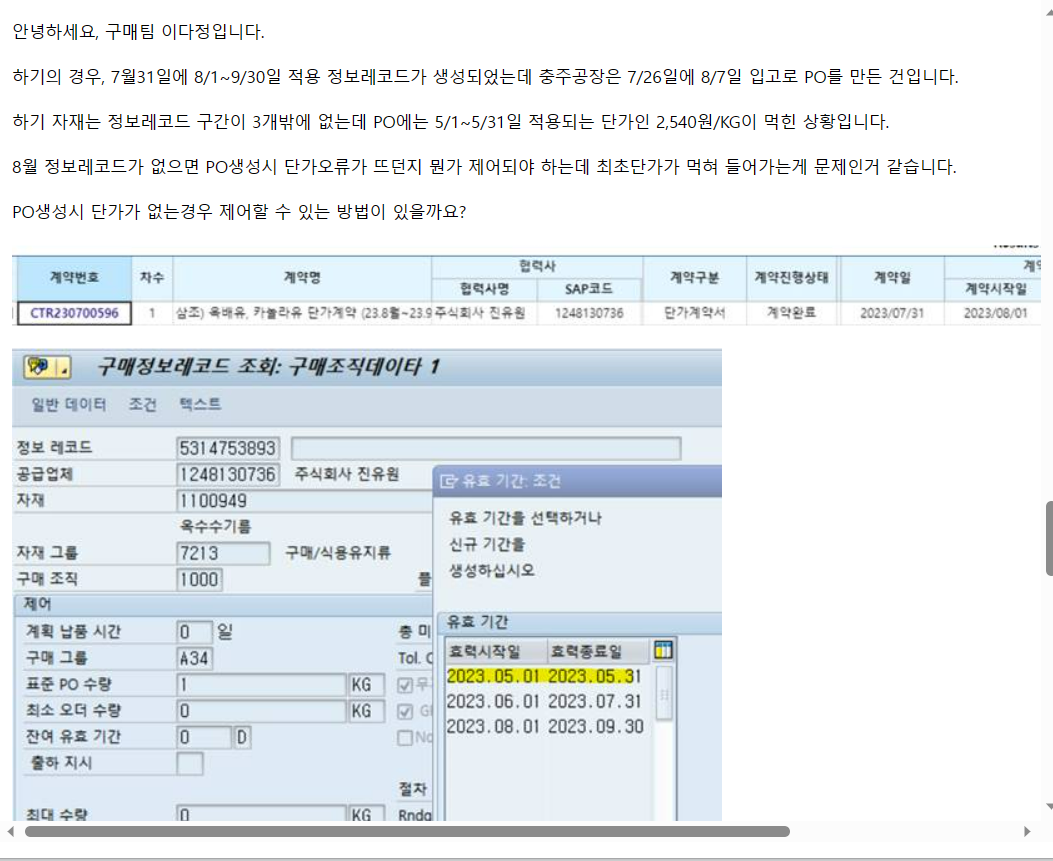 안녕하세요, 구매팀 이다정입니다.
하기의 경우, 7월31일에 8/1~9/30일 적용 정보레코드가 생성되었는데 충주공장은 7/26일에 8/7일 입고로 PO를 만든 건입니다.
하기 자재는 정보레코드 구간이 3개밖에 없는데 PO에는 5/1~5/31일 적용되는 단가인 2,540원/KG이 먹힌 상황입니다.
8월 정보레코드가 없으면 PO생성시 단가오류가 뜨던지 뭔가 제어되야 하는데 최초단가가 먹혀 들어가는게 문제인거 같습니다.
PO생성시 단가가 없는경우 제어할 수 있는 방법이 있을까요?
계약번호 차수 계약명 협력사 계약구분 계약진행상태 계약일
협력사명 SAP코드 계약시작일
CTR230700596 1 삼조) 옥배유, 카놀라유 단가계약 (23.8월~23.9 주식회사 진유원 1248130736 단가계약서 계약완료 2023/07/31 2023/08/01
구매정보레코드 조회: 구매조직데이타 1
일반 데이터 조건 텍스트
정보 레코드 5314753893
공급업체 1248130736 주식회사 진유원
자재 1100949
옥수수기름
자재 그룹 7213 구매/식용유지류
구매 조직 1000 플
제어
계획 납품 시간 0 일 총 미
구매 그룹 A34 Tol.
표준 PO 수량 1 KG
최소 오더 수량 0 KG
잔여 유효 기간 0 D
출하 지시
절차
최대 수량 0 KG Rnda
유효 기간: 조건
유효 기간을 선택하거나
신규 기간을
생성하십시오
유효 기간
효력시작일 효력종료일
2023.05.01 2023.05.31
2023.06.01 2023.07.31
2023.08.01 2023.09.30